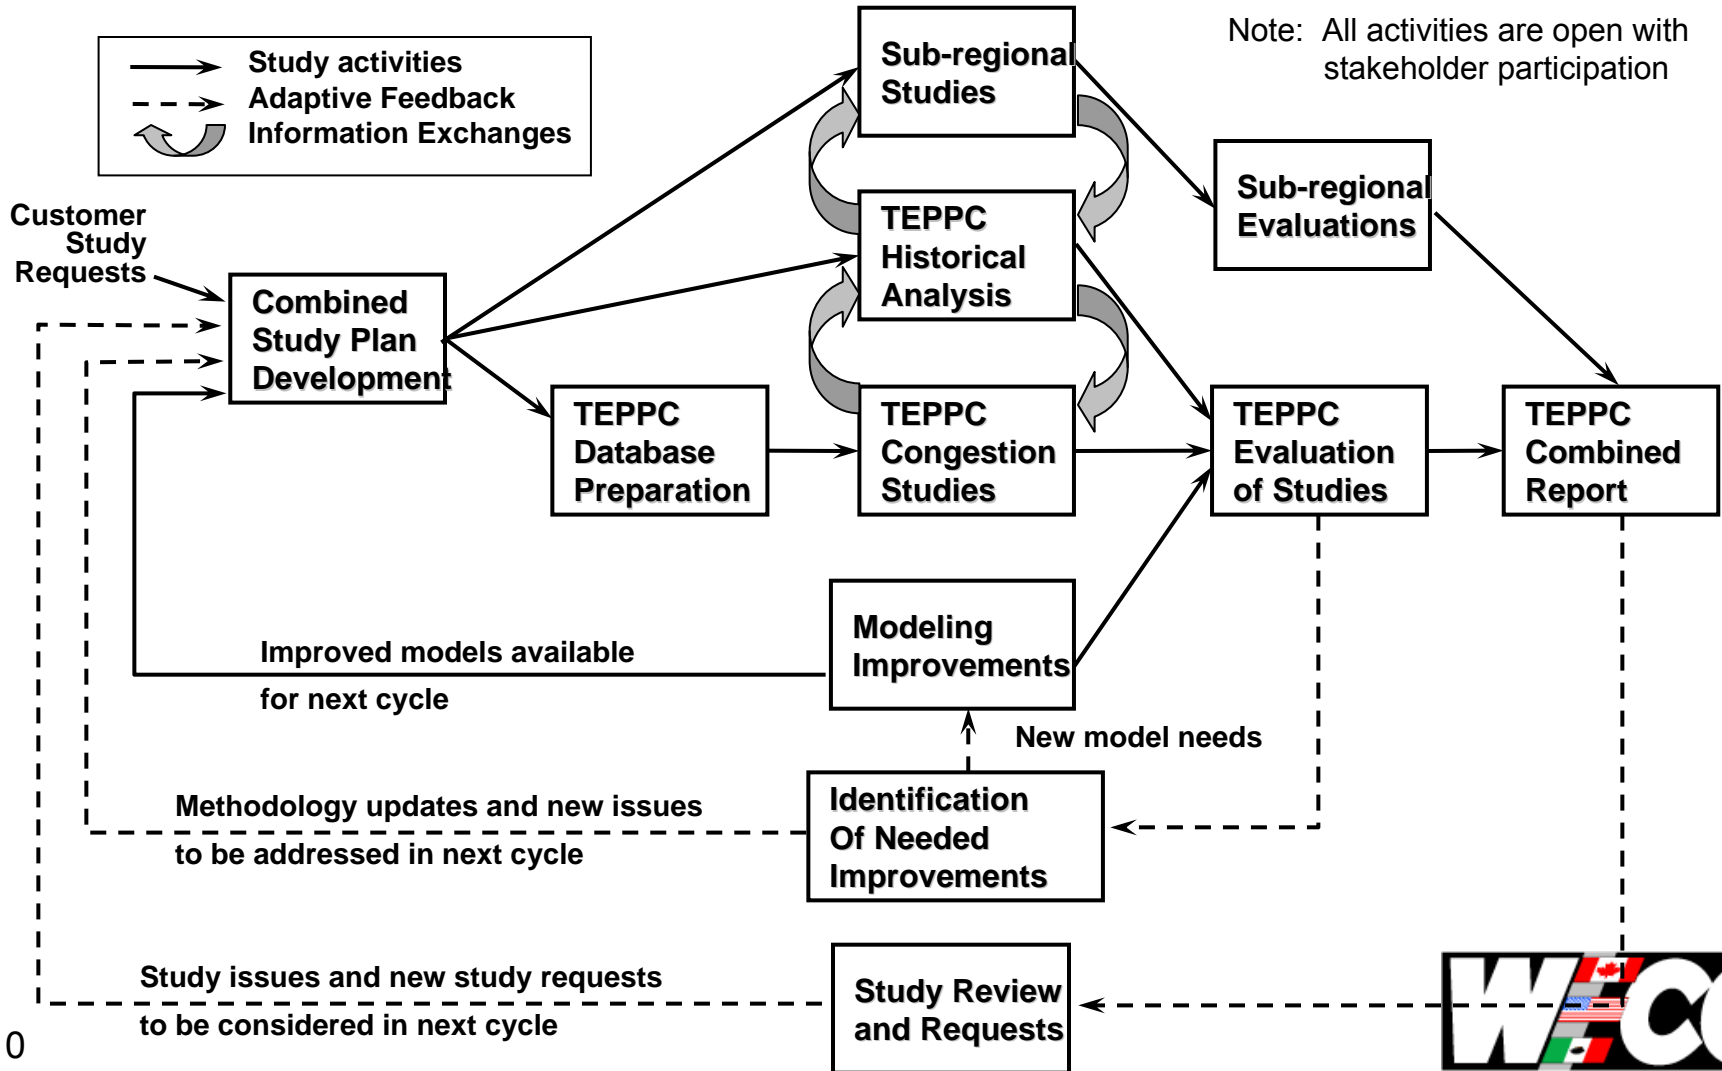 Note: All activities are open with
stakeholder participation
Study activities
Adaptive Feedback
Information Exchanges
Customer
Study
Requests
Combined
Study Plan
Development
Sub-regional
Studies
TEPPC
Historical
Analysis
TEPPC
Database
Preparation
TEPPC
Congestion
Studies
Sub-regional
Evaluations
TEPPC
Evaluation
of Studies
TEPPC
Combined
Report
Modeling
Improvements
Improved models available
for next cycle
New model needs
Identification
Of Needed
Improvements
Methodology updates and new issues
to be addressed in next cycle
Study Review
and Requests
Study issues and new study requests
to be considered in next cycle
0